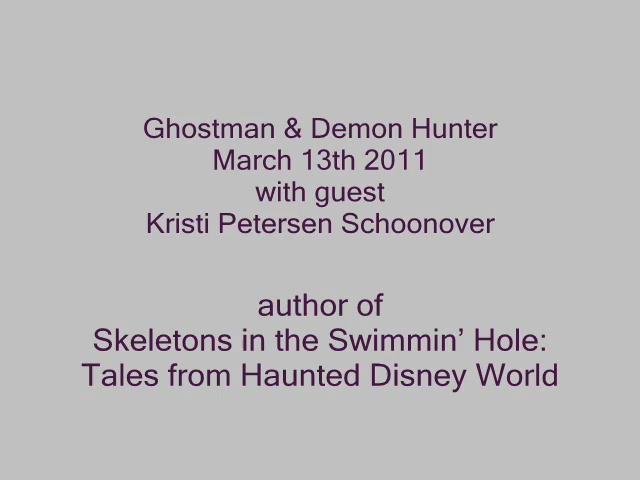 Ghostman & Demon Hunter
March 13th 2011
with guest
Kristi Petersen Schoonover
author of
Skeletons in the Swimmin’ Hole:
Tales from Haunted Disney World